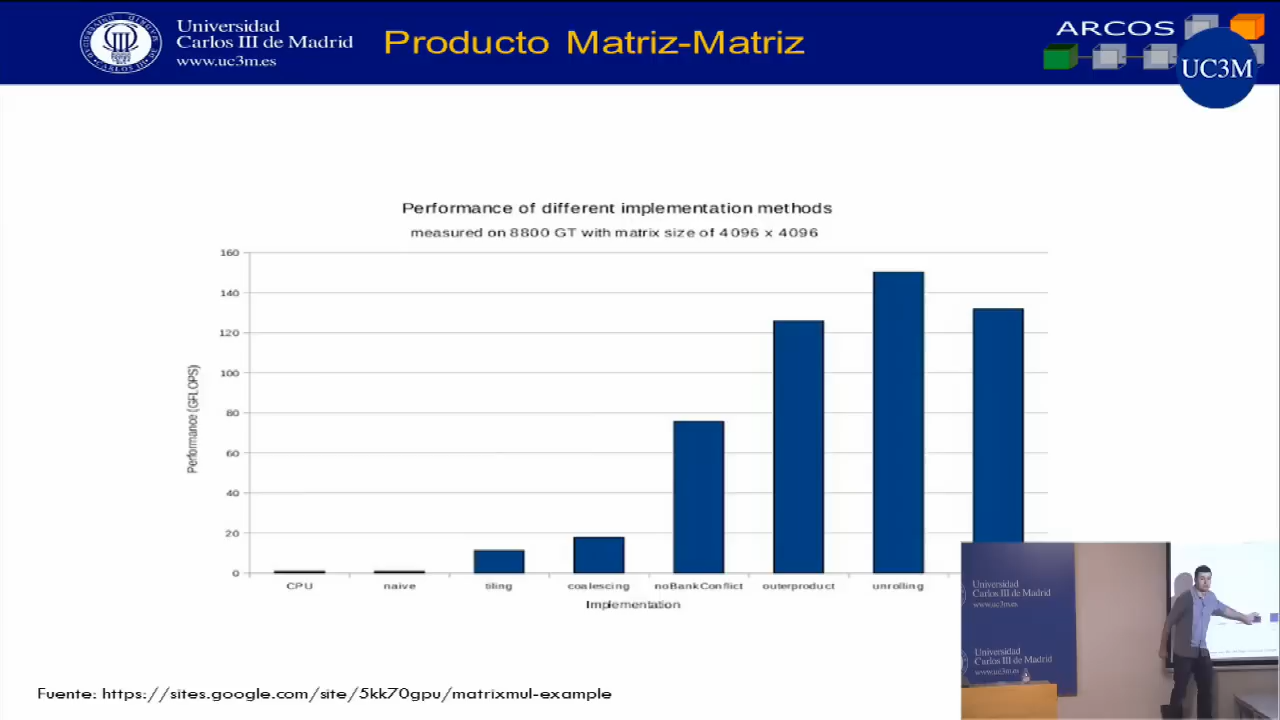 Universidad
Carlos III de Madrid
www.uc3m.es
Producto Matriz-Matriz
ARCOS
UC3M
Performance of different implementation methods
measured on 8800 GT with matrix size of 4096 x 4096
160
140
120
100
80
60
40
20
0
Performance (GFLOPS)
CPU
naive
tiling
coalescing
noBankConflict
outerproduct
unrolling
Implementation
Universidad
Carlos III de Madrid
www.uc3m.es
Universidad
Carlos III de Madrid
www.uc3m.es
Fuente: https://sites.google.com/site/5kk70gpu/matrixmul-example